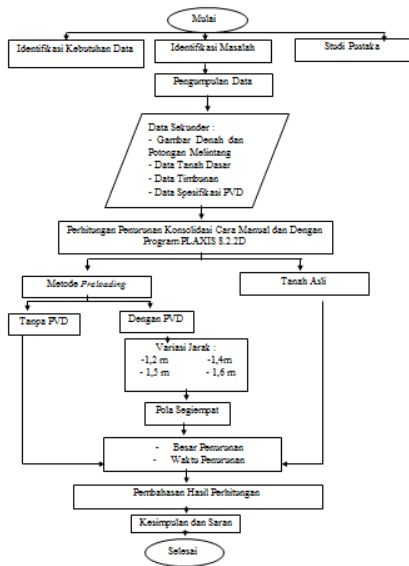 Mulai
Identifikasi Kebutuhan Data
Identifikasi Masalah
Studi Pustaka
Pengumpulan Data
Data Sekunder :
- Gambar Denah dan
Potongan Melintang
- Data Tanah Dasar
- Data Timbunan
- Data Spesifikasi PVD
Perhitungan Penurunan Konsolidasi Cara Manual dan Dengan
Program PLAXIS 8.2.2D
Metode Preloading
Tanah Asli
Tanpa PVD
Dengan PVD
Variasi Jarak :
-1,2 m -1,4m
- 1,5 m - 1,6 m
Pola Segiempat
- Besar Penurunan
- Waktu Penurunan
Pembahasan Hasil Perhitungan
Kesimpulan dan Saran
Selesai